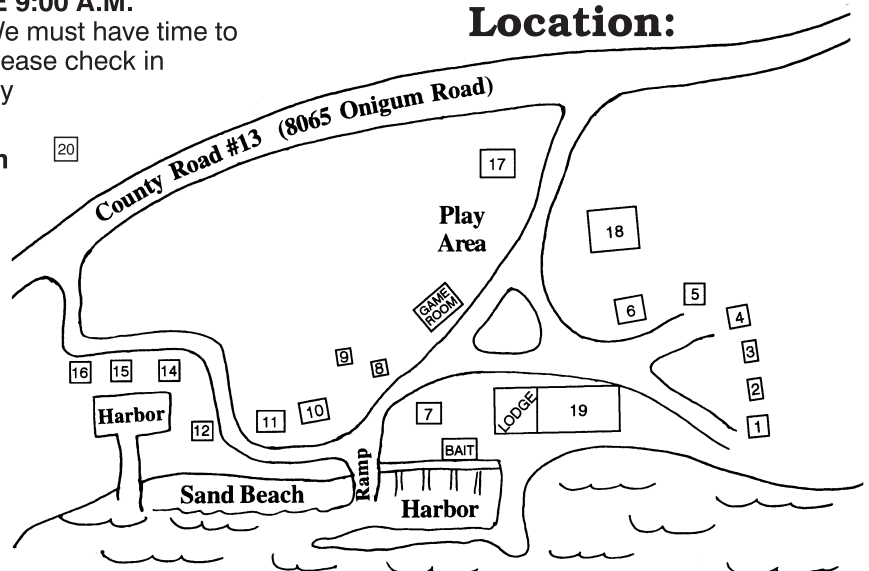 E 9:00 A.M.
We must have time to
ease check in
y
n
Location:
County Road #13 (8065 Onigum Road)
20
17
Play
Area
18
GAME
ROOM
5
6
4
9
8
3
16
15
14
2
Harbor
12
11
10
7
LODGE
19
1
BAIT
Ramp
Sand Beach
Harbor